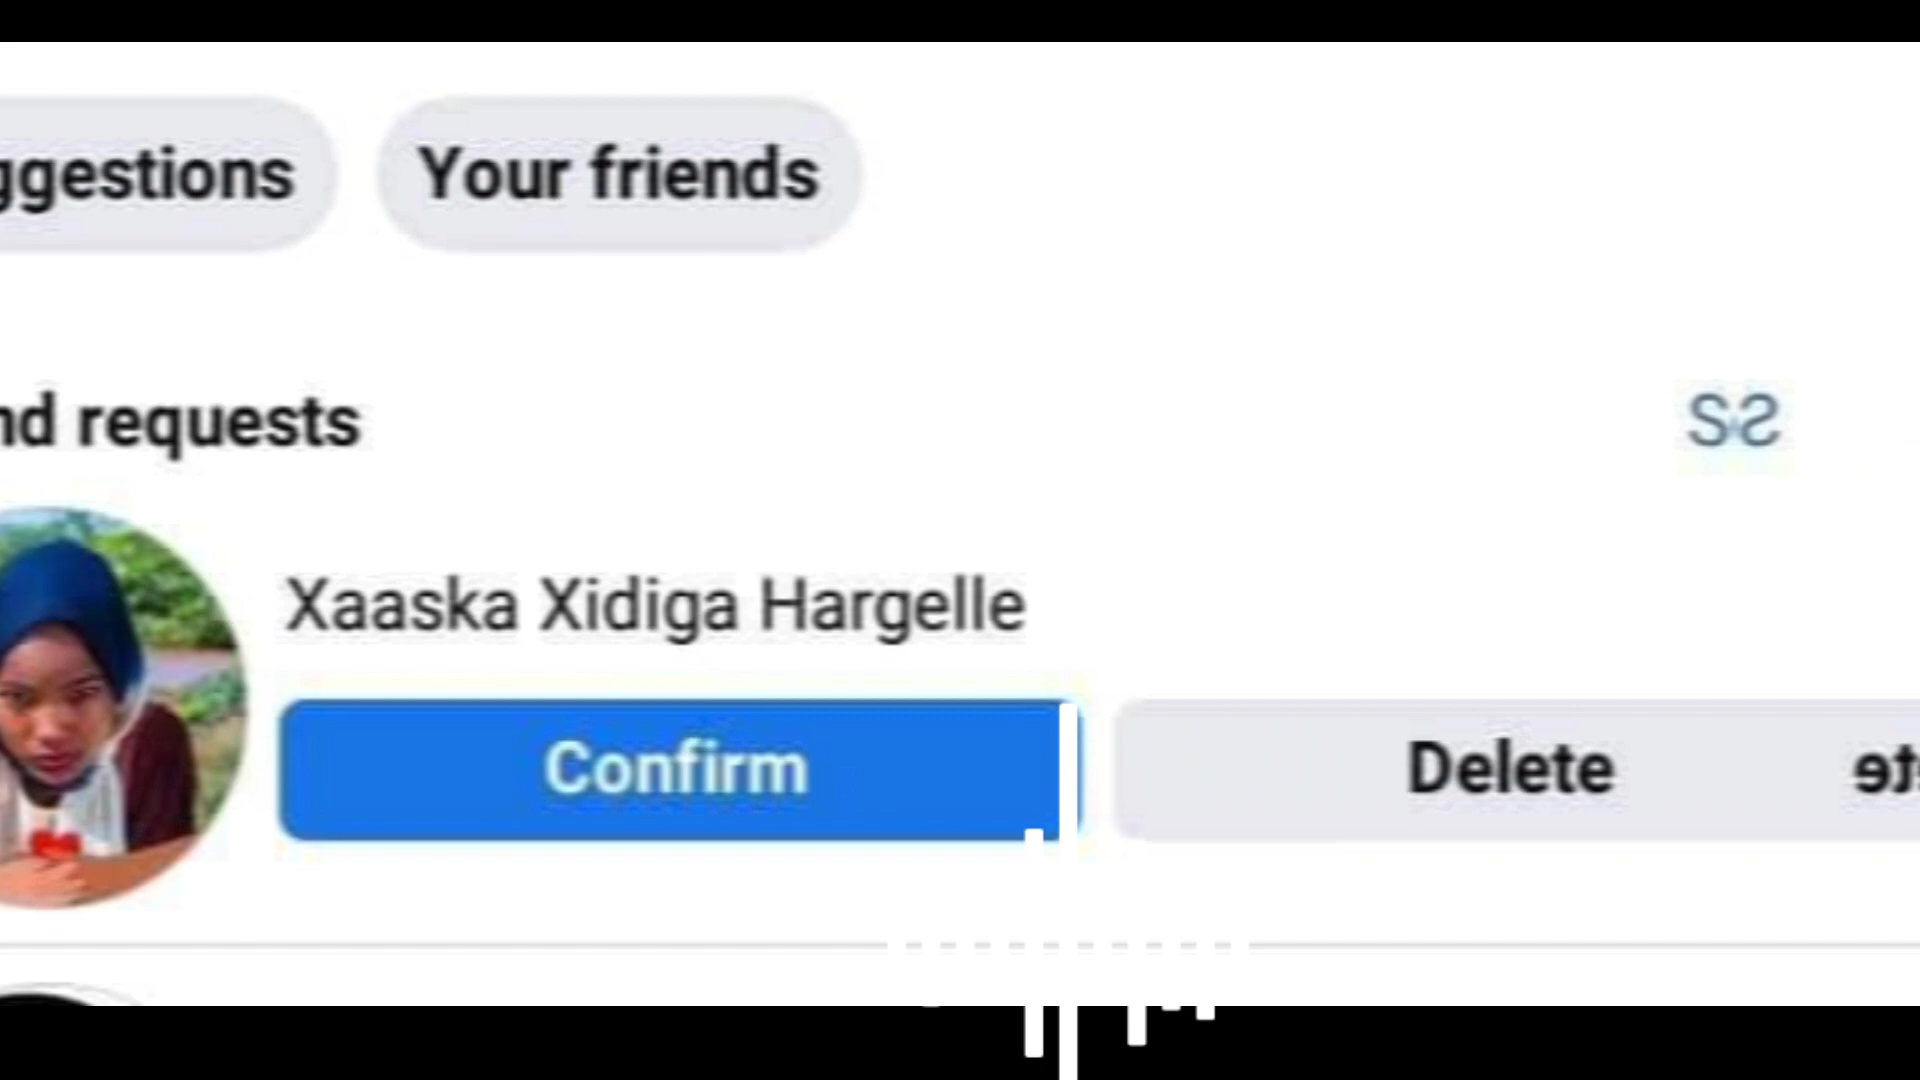 ggestions Your friends
nd requests
Xaaska Xidiga Hargelle
Confirm Delete